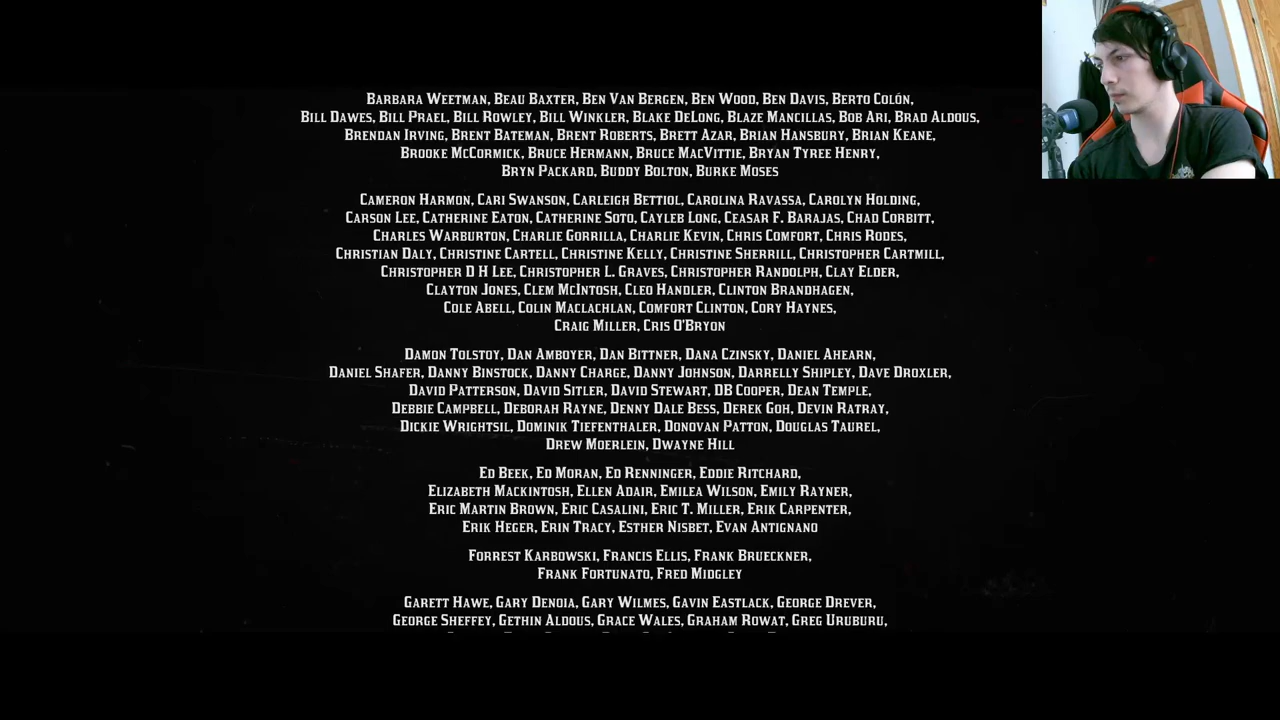 Barbara Weetman, Beau Baxter, Ben Van Bergen, Ben Wood, Ben Davis, Berto Colón,
Bill Dawes, Bill Prael, Bill Rowley, Bill Winkler, Blake DeLong, Blaze Mancillas, Bob Ari, Brad Aldous,
Brendan Irving, Brent Bateman, Brent Roberts, Brett Azar, Brian Hansbury, Brian Keane,
Brooke McCormick, Bruce Hermann, Bruce MacVittie, Bryan Tyree Henry,
Bryn Packard, Buddy Bolton, Burke Moses
Cameron Harmon, Cari Swanson, Carleigh Bettiol, Carolina Ravassa, Carolyn Holding,
Carson Lee, Catherine Eaton, Catherine Soto, Cayleb Long, Ceasar F. Barajas, Chad Corbitt,
Charles Warburton, Charlie Gorrilla, Charlie Kevin, Chris Comfort, Chris Rodes,
Christian Daly, Christine Cartell, Christine Kelly, Christine Sherrill, Christopher Cartmill,
Christopher D H Lee, Christopher L. Graves, Christopher Randolph, Clay Elder,
Clayton Jones, Clem McIntosh, Cleo Handler, Clinton Brandhagen,
Cole Abell, Colin Maclachlan, Comfort Clinton, Cory Haynes,
Craig Miller, Cris O'Bryon
Damon Tolstoy, Dan Amboyer, Dan Bittner, Dana Czinsky, Daniel Ahearn,
Daniel Shafer, Danny Binstock, Danny Charge, Danny Johnson, Darrelly Shipley, Dave Droxler,
David Patterson, David Sitler, David Stewart, DB Cooper, Dean Temple,
Debbie Campbell, Deborah Rayne, Denny Dale Bess, Derek Goh, Devin Ratray,
Dickie Wrightsil, Dominik Tiefenthaler, Donovan Patton, Douglas Taurel,
Drew Moerlein, Dwayne Hill
Ed Beek, Ed Moran, Ed Renninger, Eddie Ritchard,
Elizabeth Mackintosh, Ellen Adair, Emilea Wilson, Emily Rayner,
Eric Martin Brown, Eric Casalini, Eric T. Miller, Erik Carpenter,
Erik Heger, Erin Tracy, Esther Nisbet, Evan Antignano
Forrest Karbowski, Francis Ellis, Frank Brueckner,
Frank Fortunato, Fred Midgley
Garett Hawe, Gary Denoia, Gary Wilmes, Gavin Eastlack, George Drever,
George Sheffey, Gethin Aldous, Grace Wales, Graham Rowat, Greg Uruburu,